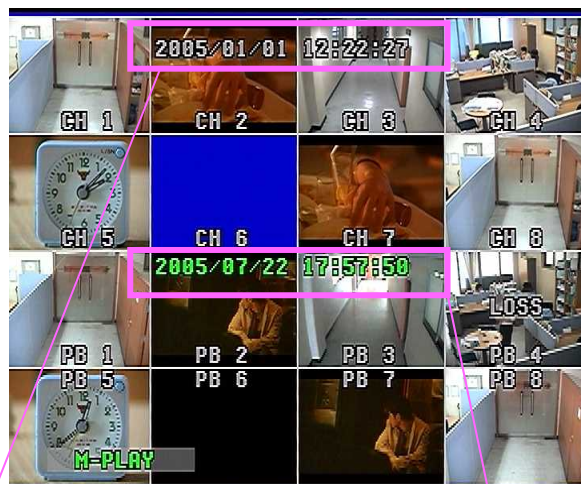 2005/01/01 12:22:27
CH 1 CH 2 CH 3 CH 4
CH 5 CH 6 CH 7 CH 8
2005/07/22 17:57:50
LOSS
PB 1 PB 2 PB 3 PB 4
PB 5 PB 6 PB 7 PB 8
M-PLAY